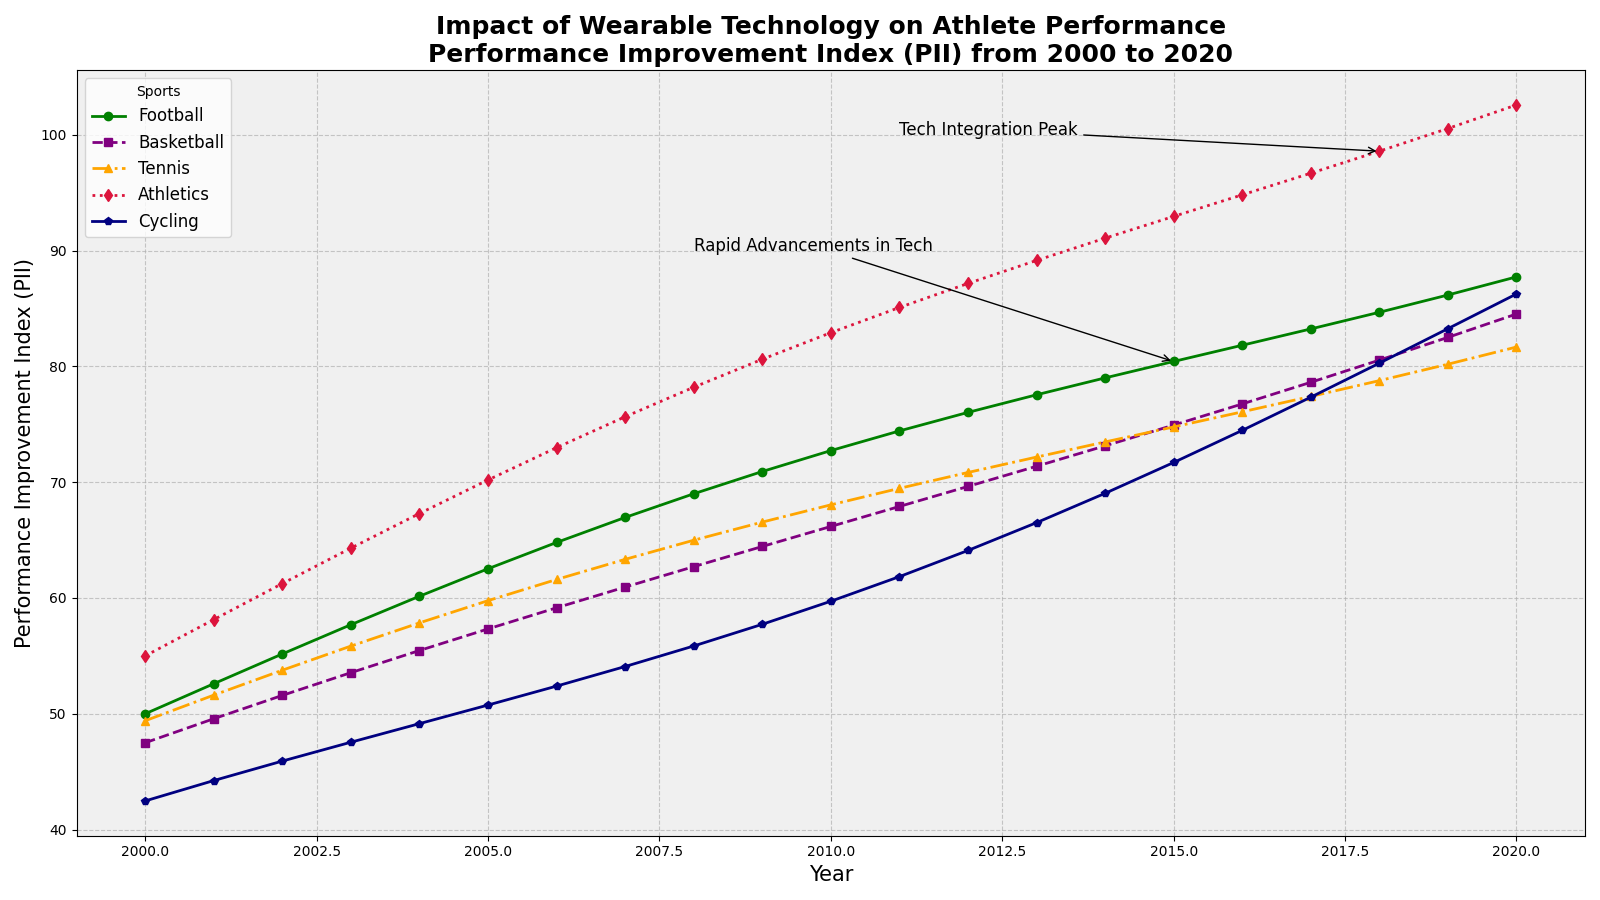 Impact of Wearable Technology on Athlete Performance
Performance Improvement Index (PII) from 2000 to 2020
Sports
Football
Basketball
Tennis
Athletics
Cycling
Tech Integration Peak
Rapid Advancements in Tech
Performance Improvement Index (PII)
100
90
80
70
60
50
40
2000.0 2002.5 2005.0 2007.5 2010.0 2012.5 2015.0 2017.5 2020.0
Year